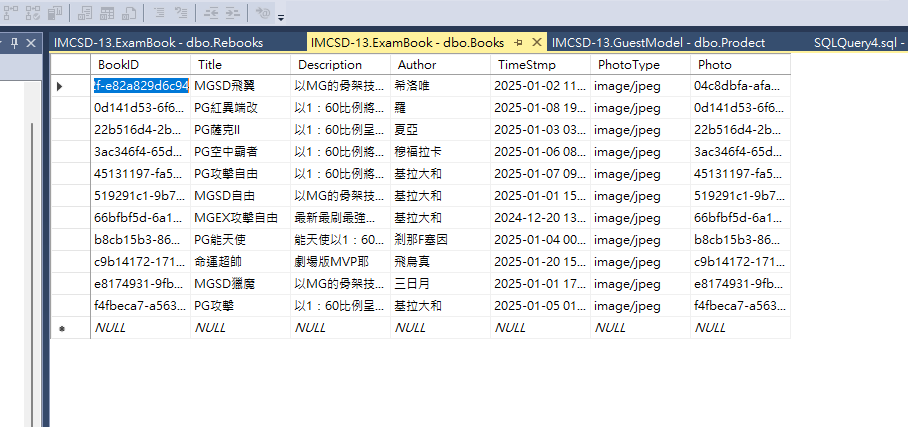 IMCSD-13.ExamBook - dbo.Rebooks IMCSD-13.ExamBook - dbo.Books IMCSD-13.GuestModel - dbo.Prodect SQLQuery4.sql -
BookID Title Description Author TimeStmp PhotoType Photo
f-e82a829d6c94 MGSD飛翼 以MG的骨架技... 希洛唯 2025-01-02 11... image/jpeg 04c8dbfa-afa...
0d141d53-6f6... PG紅異端改 以1：60比例將... 羅 2025-01-08 19... image/jpeg 0d141d53-6f6...
22b516d4-2b... PG薩克II 以1：60比例呈... 夏亞 2025-01-03 03... image/jpeg 22b516d4-2b...
3ac346f4-65d... PG空中霸者 以1：60比例將... 穆福拉卡 2025-01-06 08... image/jpeg 3ac346f4-65d...
45131197-fa5... PG攻擊自由 以1：60比例將... 基拉大和 2025-01-07 09... image/jpeg 45131197-fa5...
519291c1-9b7... MGSD自由 以MG的骨架技... 基拉大和 2025-01-01 15... image/jpeg 519291c1-9b7...
66bfbf5d-6a1... MGEX攻擊自由 最新最刷最強... 基拉大和 2024-12-20 13... image/jpeg 66bfbf5d-6a1...
b8cb15b3-86... PG能天使 能天使以1：60... 剎那F塞因 2025-01-04 00... image/jpeg b8cb15b3-86...
c9b14172-171... 命運超帥 劇場版MVP耶 飛鳥真 2025-01-20 15... image/jpeg c9b14172-171...
e8174931-9fb... MGSD獵魔 以MG的骨架技... 三日月 2025-01-01 17... image/jpeg e8174931-9fb...
f4fbeca7-a563... PG攻擊 以1：60比例呈... 基拉大和 2025-01-05 01... image/jpeg f4fbeca7-a563...
NULL NULL NULL NULL NULL NULL NULL